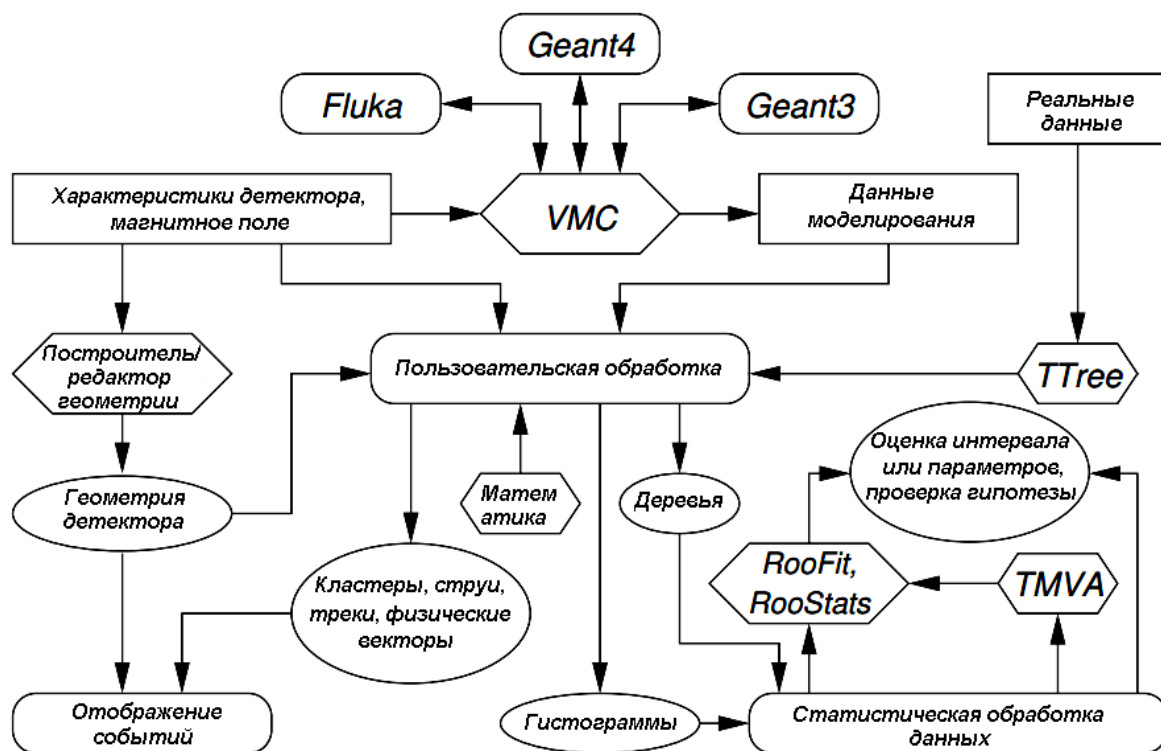 Geant4
Fluka
Geant3
Реальные
данные
Характеристики детектора,
магнитное поле
VMC
Данные
моделирования
Построитель/
редактор
геометрии
Пользовательская обработка
TTree
Оценка интервала
или параметров,
проверка гипотезы
Геометрия
детектора
Матем
атика
Деревья
Кластеры, струи,
треки, физические
векторы
RooFit,
RooStats
TMVA
Отображение
событий
Гистограммы
Статистическая обработка
данных